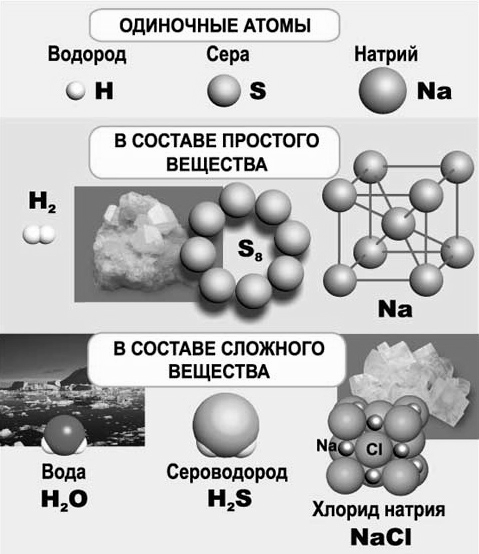 ОДИНОЧНЫЕ АТОМЫ
Водород
Сера
Натрий
H
S
Na
В СОСТАВЕ ПРОСТОГО
ВЕЩЕСТВА
H₂
S₈
Na
В СОСТАВЕ СЛОЖНОГО
ВЕЩЕСТВА
Na
Cl
Вода
H₂O
Сероводород
H₂S
Хлорид натрия
NaCl